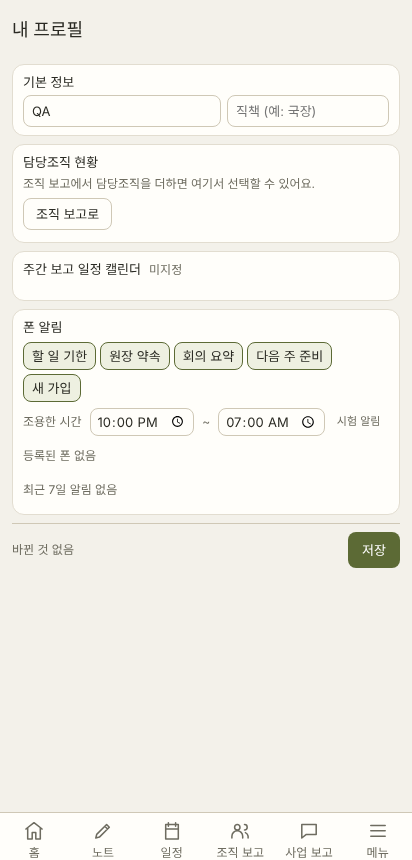 내 프로필
기본 정보
QA 직책 (예: 국장)
담당조직 현황
조직 보고에서 담당조직을 더하면 여기서 선택할 수 있어요.
조직 보고로
주간 보고 일정 캘린더 미지정
폰 알림
할 일 기한 원장 약속 회의 요약 다음 주 준비
새 가입
조용한 시간 10:00 PM ~ 07:00 AM 시험 알림
등록된 폰 없음
최근 7일 알림 없음
바뀐 것 없음 저장
홈 노트 일정 조직 보고 사업 보고 메뉴